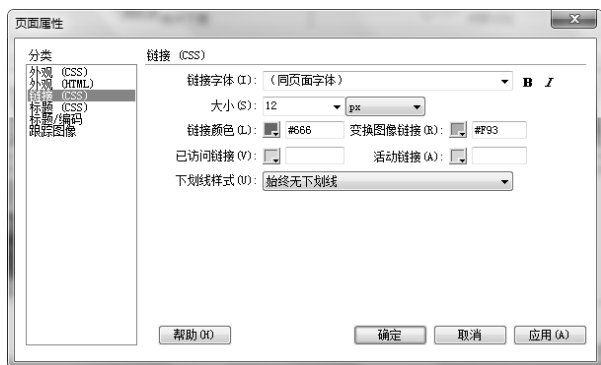 页面属性
分类
外观 (CSS)
外观 (HTML)
链接 (CSS)
标题 (CSS)
标题/编码
跟踪图像
链接 (CSS)
链接字体(I): (同页面字体) B I
大小(S): 12 px
链接颜色(L): #666 变换图像链接(R): #F93
已访问链接(V): 活动链接(A):
下划线样式(U): 始终无下划线
帮助(H) 确定 取消 应用(A)